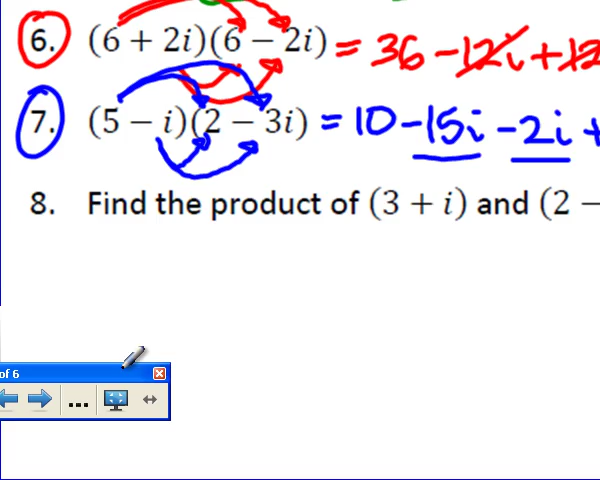 6. (6 + 2i)(6 − 2i) = 36 - 12i + 12
7. (5 − i)(2 − 3i) = 10 - 15i - 2i +
8. Find the product of (3 + i) and (2 −
of 6